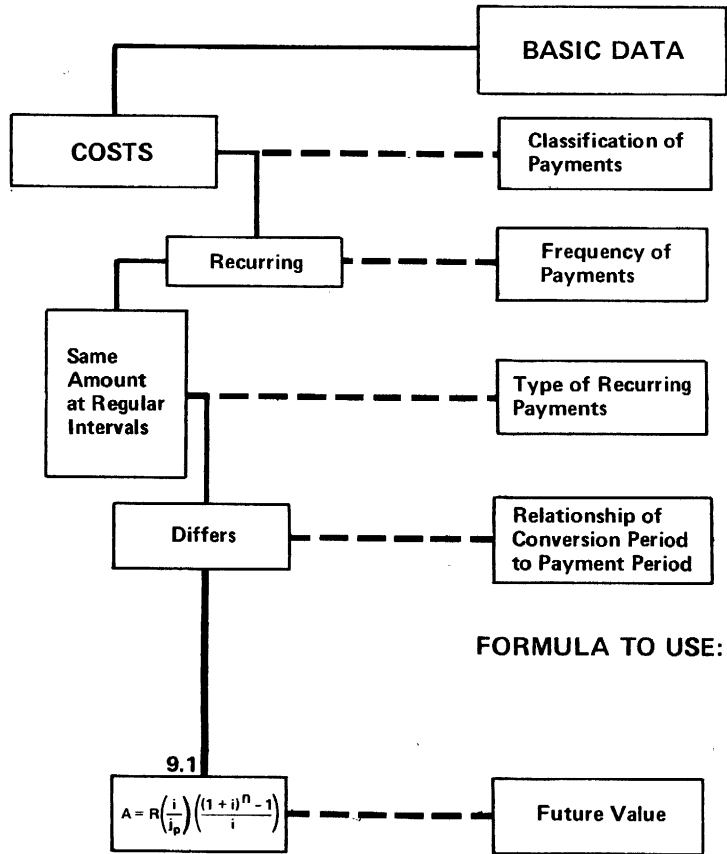 BASIC DATA
COSTS
Classification of
Payments
Recurring
Frequency of
Payments
Same
Amount
at Regular
Intervals
Type of Recurring
Payments
Differs
Relationship of
Conversion Period
to Payment Period
FORMULA TO USE:
9.1
A = R(i/j_p)(((1 + i)^n - 1)/i)
Future Value